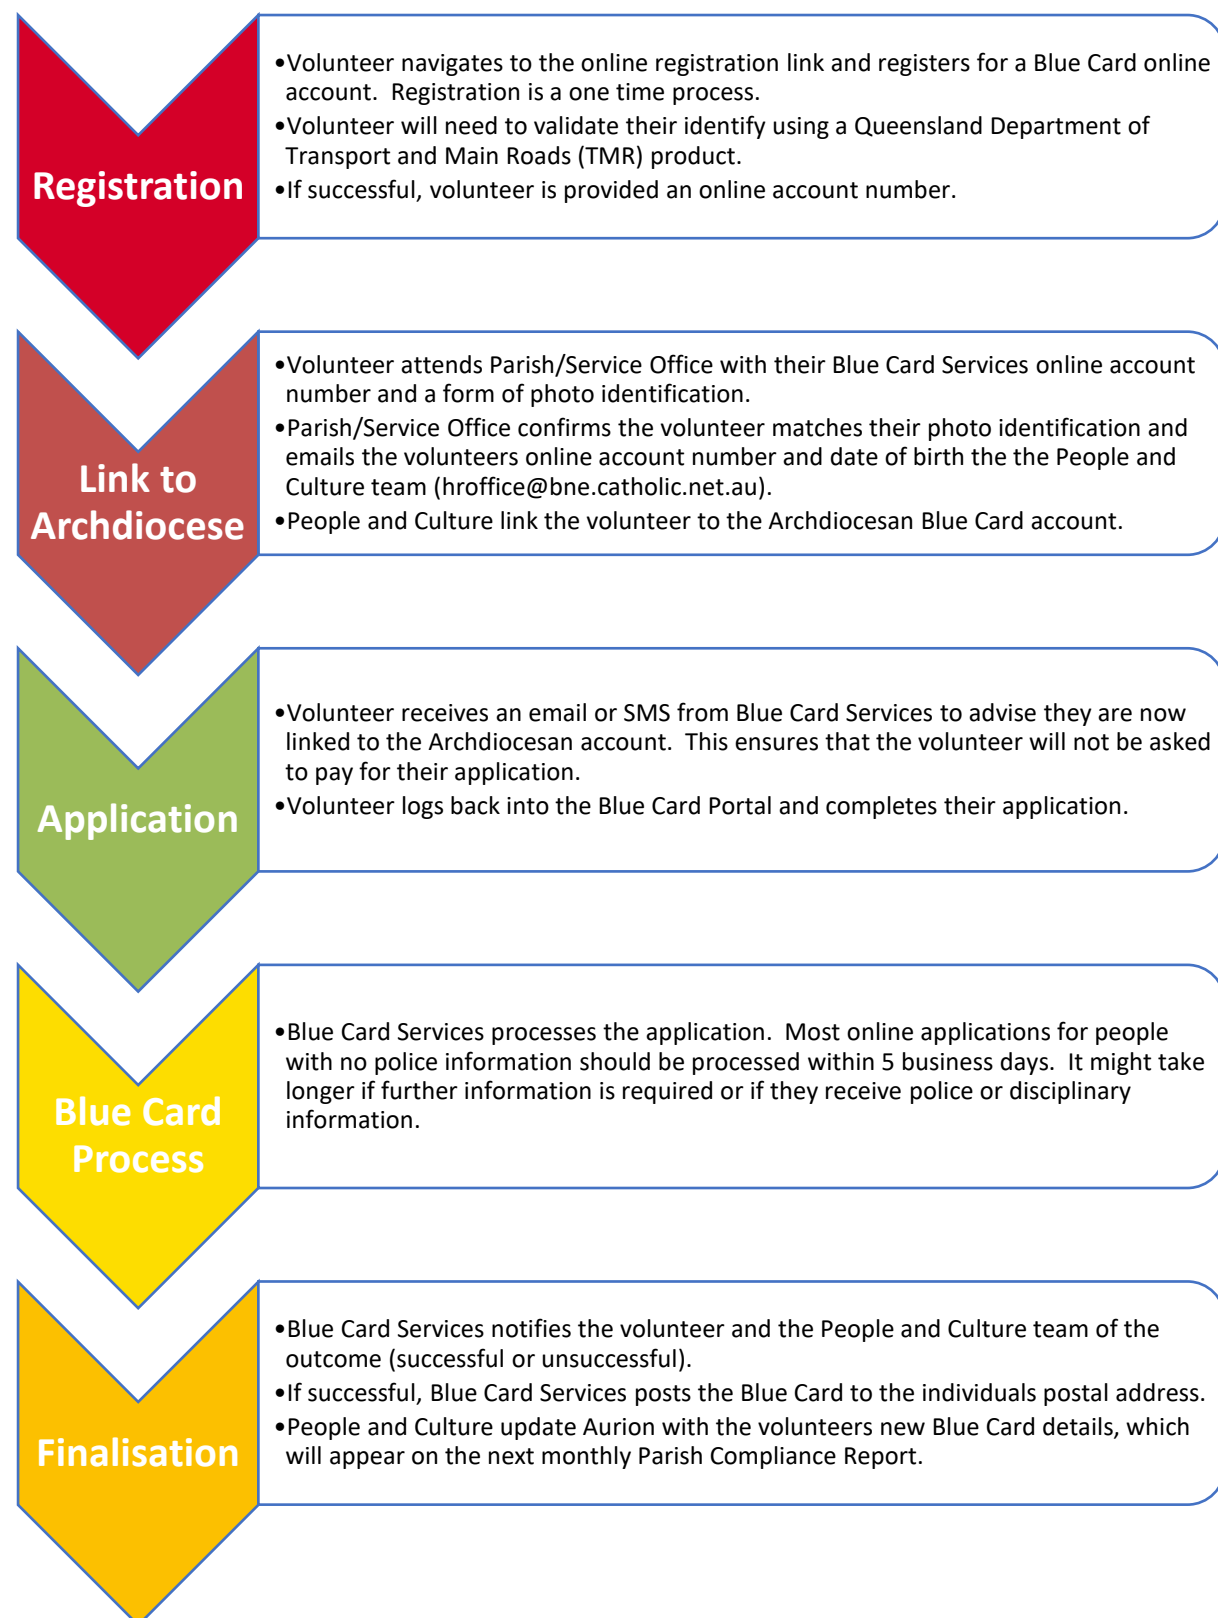 Registration
•Volunteer navigates to the online registration link and registers for a Blue Card online
account.  Registration is a one time process.
•Volunteer will need to validate their identify using a Queensland Department of
Transport and Main Roads (TMR) product.
•If successful, volunteer is provided an online account number.
Link to
Archdiocese
•Volunteer attends Parish/Service Office with their Blue Card Services online account
number and a form of photo identification.
•Parish/Service Office confirms the volunteer matches their photo identification and
emails the volunteers online account number and date of birth the the People and
Culture team (hroffice@bne.catholic.net.au).
•People and Culture link the volunteer to the Archdiocesan Blue Card account.
Application
•Volunteer receives an email or SMS from Blue Card Services to advise they are now
linked to the Archdiocesan account.  This ensures that the volunteer will not be asked
to pay for their application.
•Volunteer logs back into the Blue Card Portal and completes their application.
Blue Card
Process
•Blue Card Services processes the application.  Most online applications for people
with no police information should be processed within 5 business days.  It might take
longer if further information is required or if they receive police or disciplinary
information.
Finalisation
•Blue Card Services notifies the volunteer and the People and Culture team of the
outcome (successful or unsuccessful).
•If successful, Blue Card Services posts the Blue Card to the individuals postal address.
•People and Culture update Aurion with the volunteers new Blue Card details, which
will appear on the next monthly Parish Compliance Report.